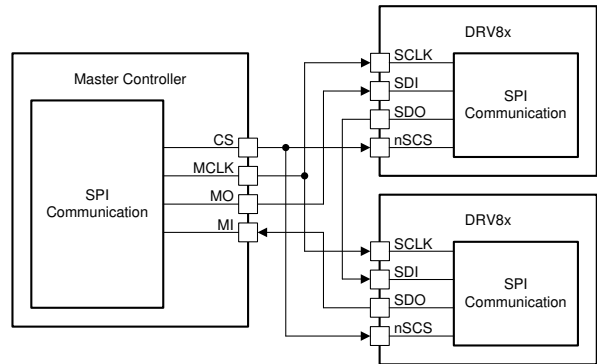 Master Controller
SPI
Communication
CS
MCLK
MO
MI
DRV8x
SCLK
SDI
SDO
nSCS
SPI
Communication
DRV8x
SCLK
SDI
SDO
nSCS
SPI
Communication